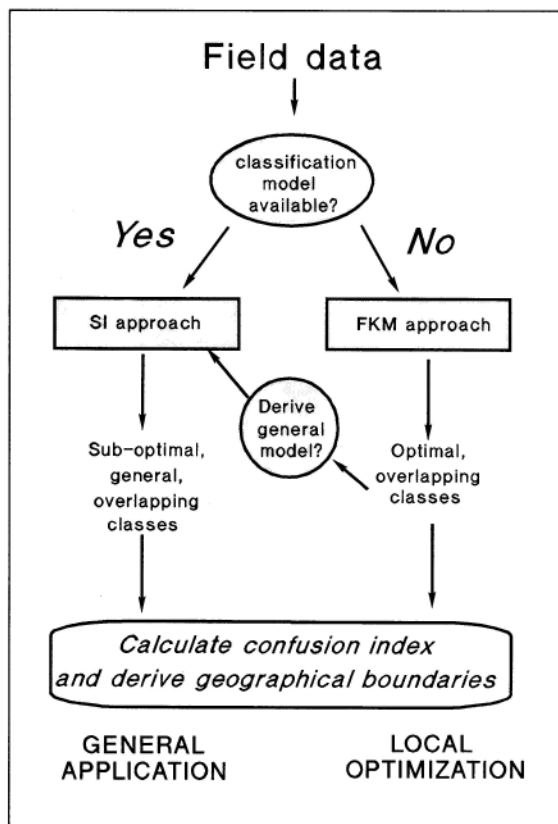 Field data
classification
model
available?
Yes
No
SI approach
FKM approach
Derive
general
model?
Sub-optimal,
general,
overlapping
classes
Optimal,
overlapping
classes
Calculate confusion index
and derive geographical boundaries
GENERAL
APPLICATION
LOCAL
OPTIMIZATION